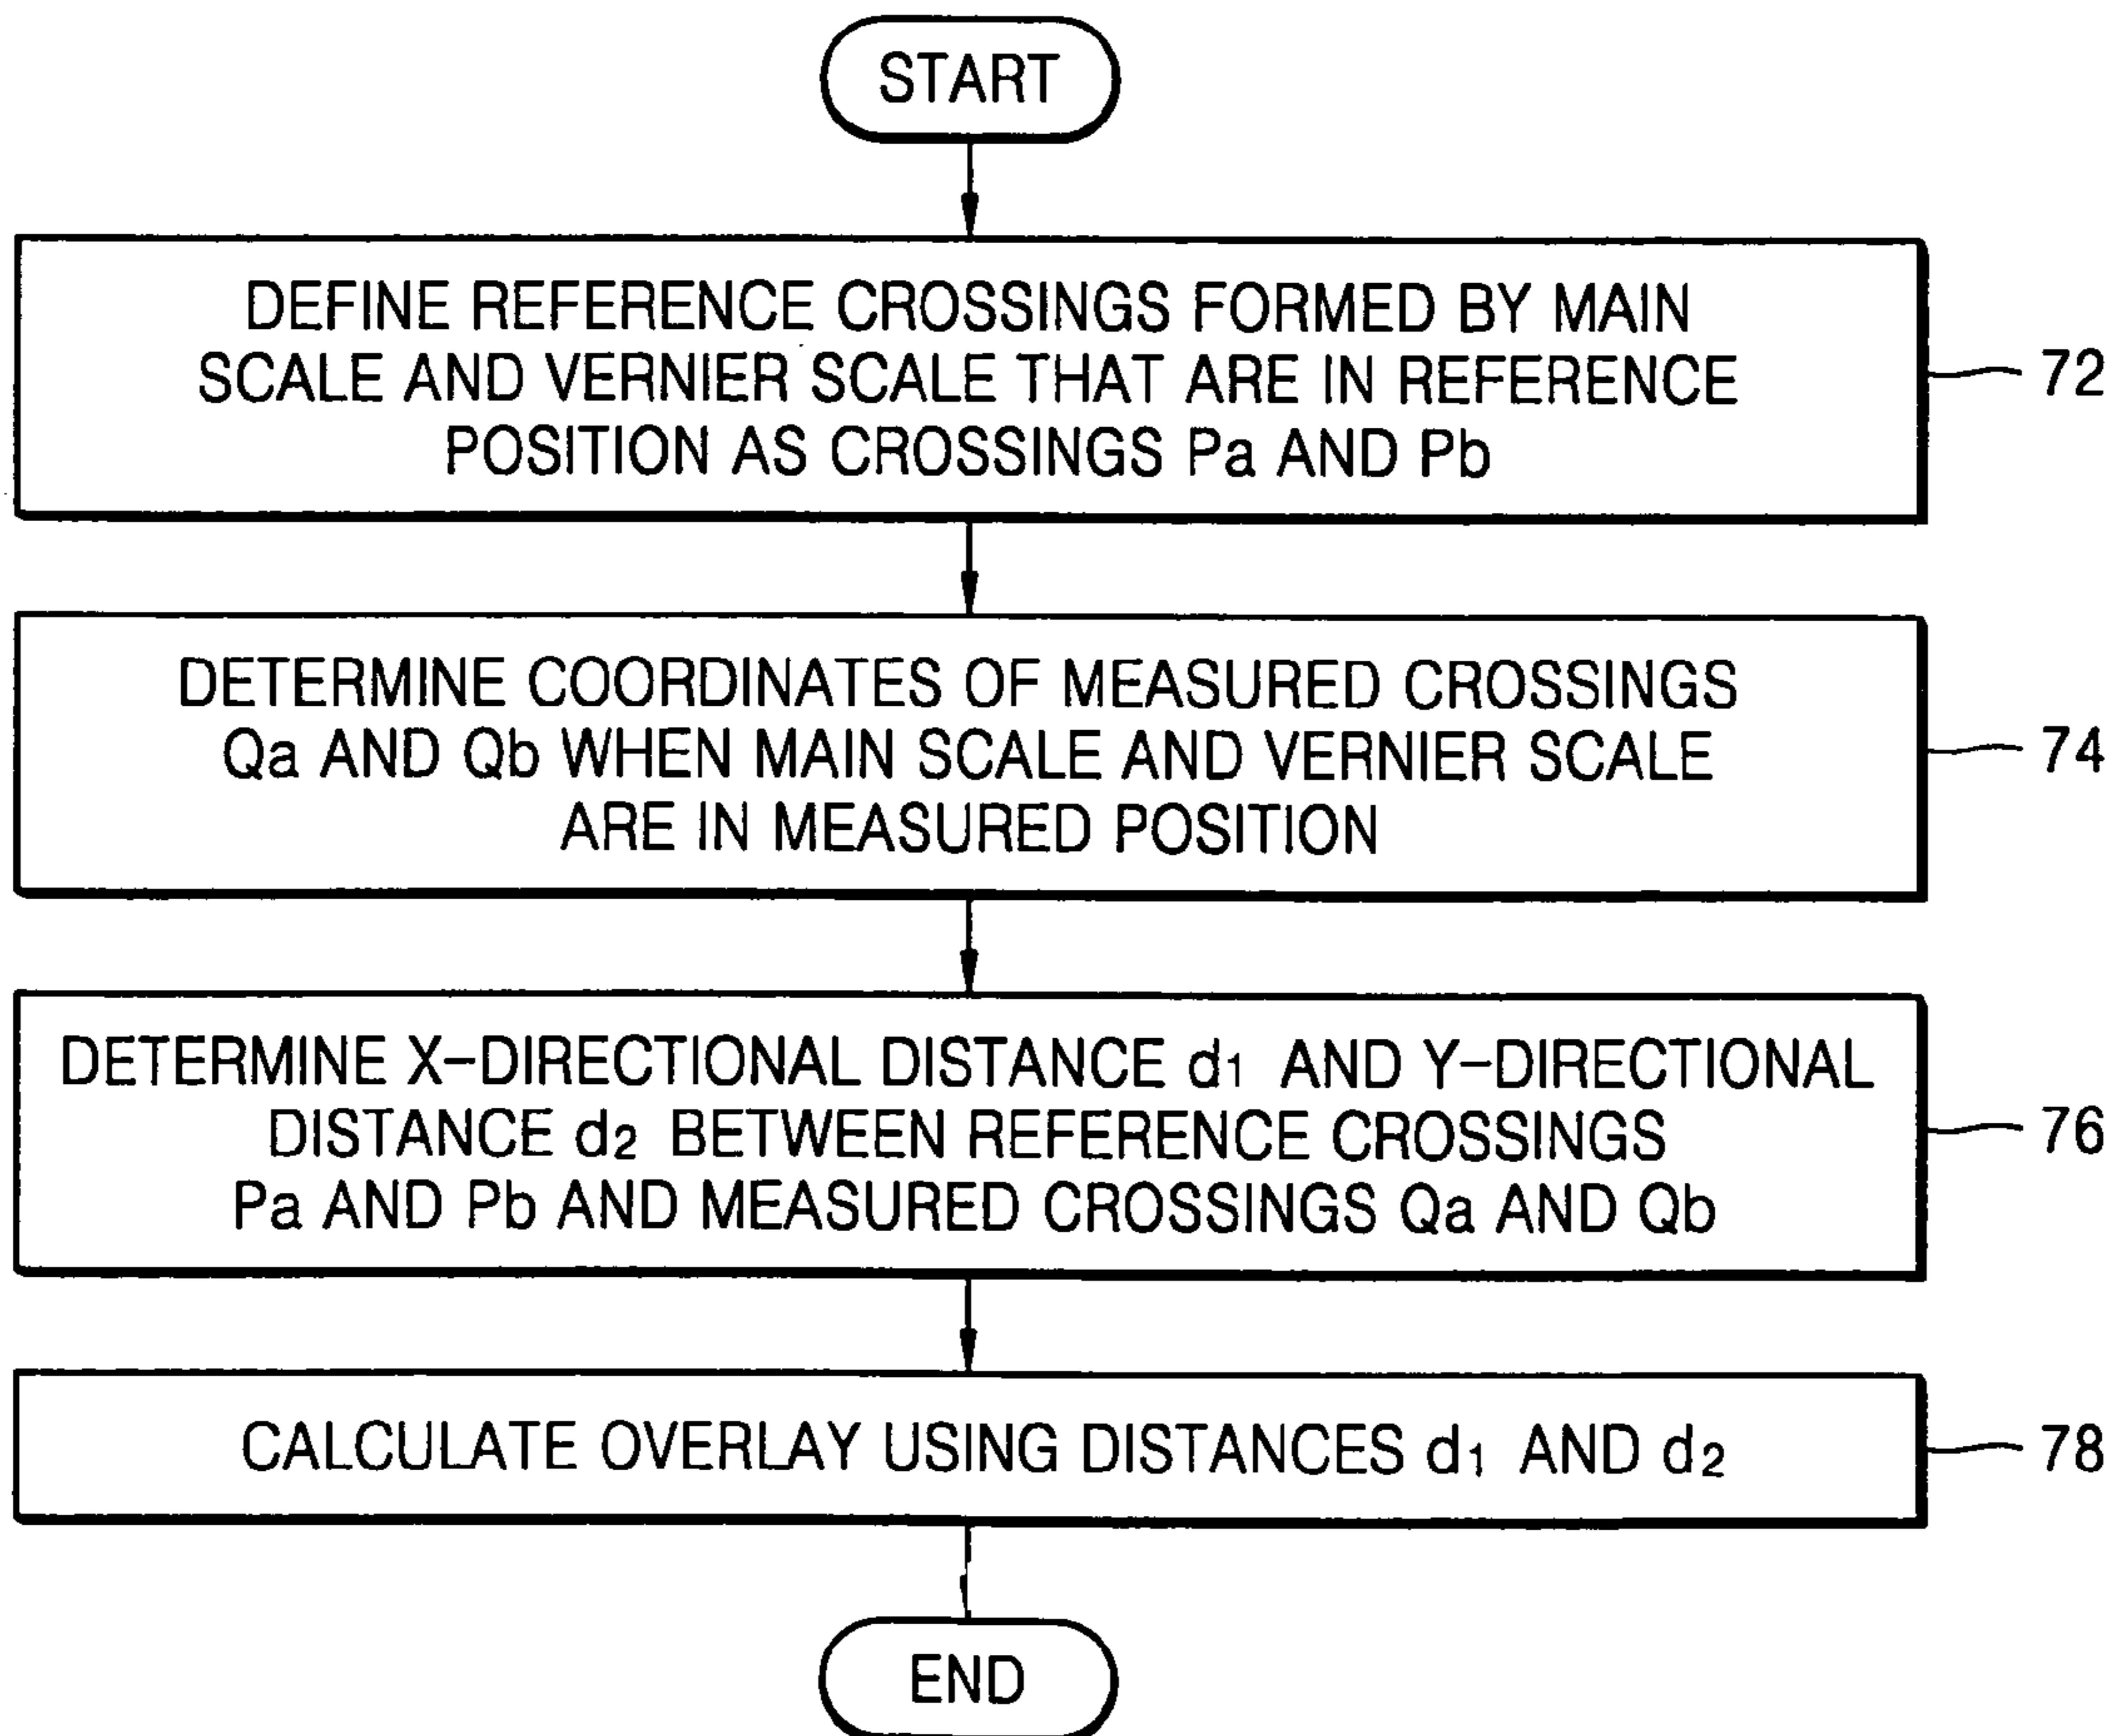 START
DEFINE REFERENCE CROSSINGS FORMED BY MAIN
SCALE AND VERNIER SCALE THAT ARE IN REFERENCE
POSITION AS CROSSINGS Pa AND Pb
72
DETERMINE COORDINATES OF MEASURED CROSSINGS
Qa AND Qb WHEN MAIN SCALE AND VERNIER SCALE
ARE IN MEASURED POSITION
74
DETERMINE X-DIRECTIONAL DISTANCE d1 AND Y-DIRECTIONAL
DISTANCE d2 BETWEEN REFERENCE CROSSINGS
Pa AND Pb AND MEASURED CROSSINGS Qa AND Qb
76
CALCULATE OVERLAY USING DISTANCES d1 AND d2
78
END